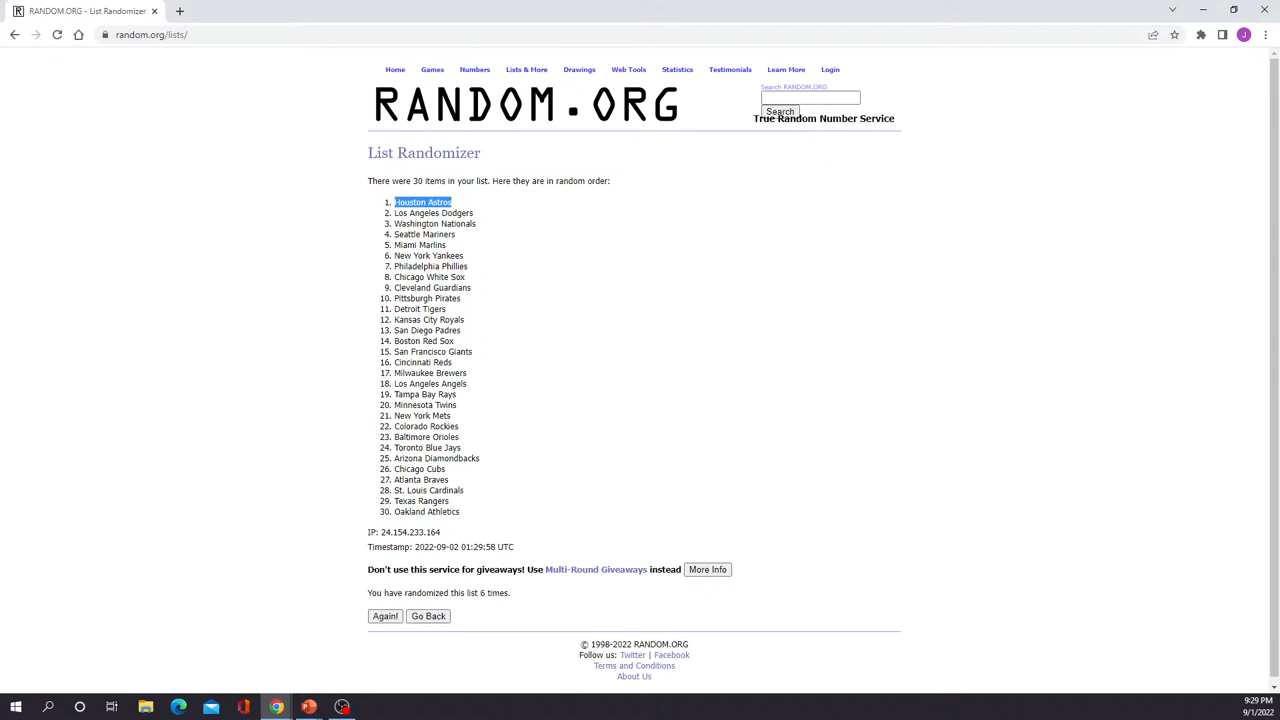 RANDOM.ORG - List Randomizer
random.org/lists/
J
Home Games Numbers Lists & More Drawings Web Tools Statistics Testimonials Learn More Login
RANDOM.ORG
Search RANDOM.ORG
Search
True Random Number Service
List Randomizer
There were 30 items in your list. Here they are in random order:
1. Houston Astros
2. Los Angeles Dodgers
3. Washington Nationals
4. Seattle Mariners
5. Miami Marlins
6. New York Yankees
7. Philadelphia Phillies
8. Chicago White Sox
9. Cleveland Guardians
10. Pittsburgh Pirates
11. Detroit Tigers
12. Kansas City Royals
13. San Diego Padres
14. Boston Red Sox
15. San Francisco Giants
16. Cincinnati Reds
17. Milwaukee Brewers
18. Los Angeles Angels
19. Tampa Bay Rays
20. Minnesota Twins
21. New York Mets
22. Colorado Rockies
23. Baltimore Orioles
24. Toronto Blue Jays
25. Arizona Diamondbacks
26. Chicago Cubs
27. Atlanta Braves
28. St. Louis Cardinals
29. Texas Rangers
30. Oakland Athletics
IP: 24.154.233.164
Timestamp: 2022-09-02 01:29:58 UTC
Don't use this service for giveaways! Use Multi-Round Giveaways instead More Info
You have randomized this list 6 times.
Again! Go Back
© 1998-2022 RANDOM.ORG
Follow us: Twitter | Facebook
Terms and Conditions
About Us
9:29 PM
9/1/2022